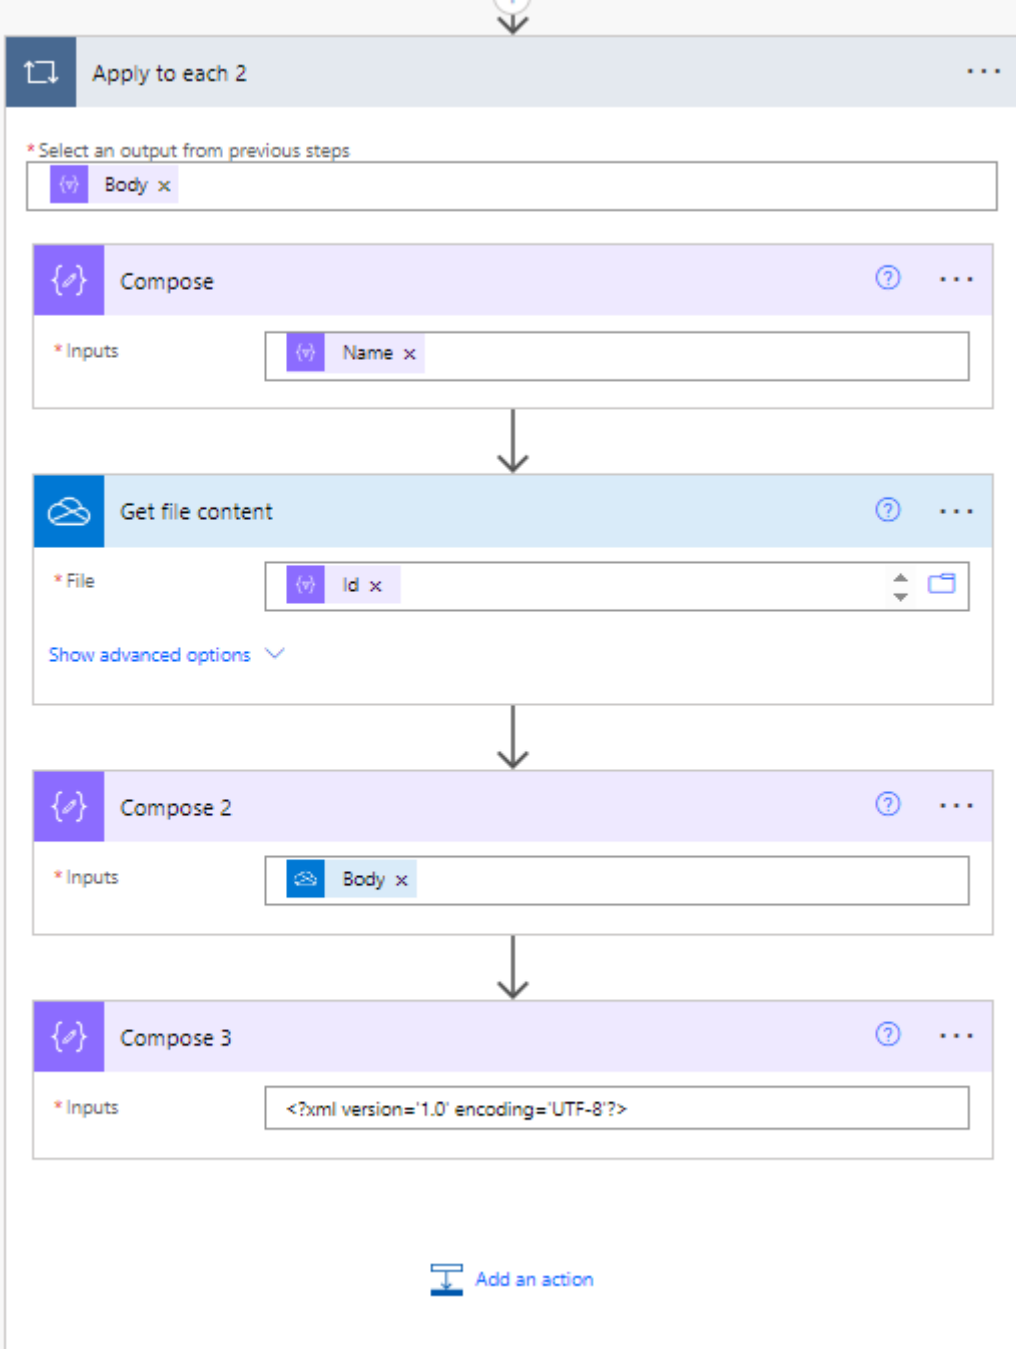 Apply to each 2
* Select an output from previous steps
Body
Compose
* Inputs
Name
Get file content
* File
Id
Show advanced options
Compose 2
* Inputs
Body
Compose 3
* Inputs
<?xml version='1.0' encoding='UTF-8'?>
Add an action